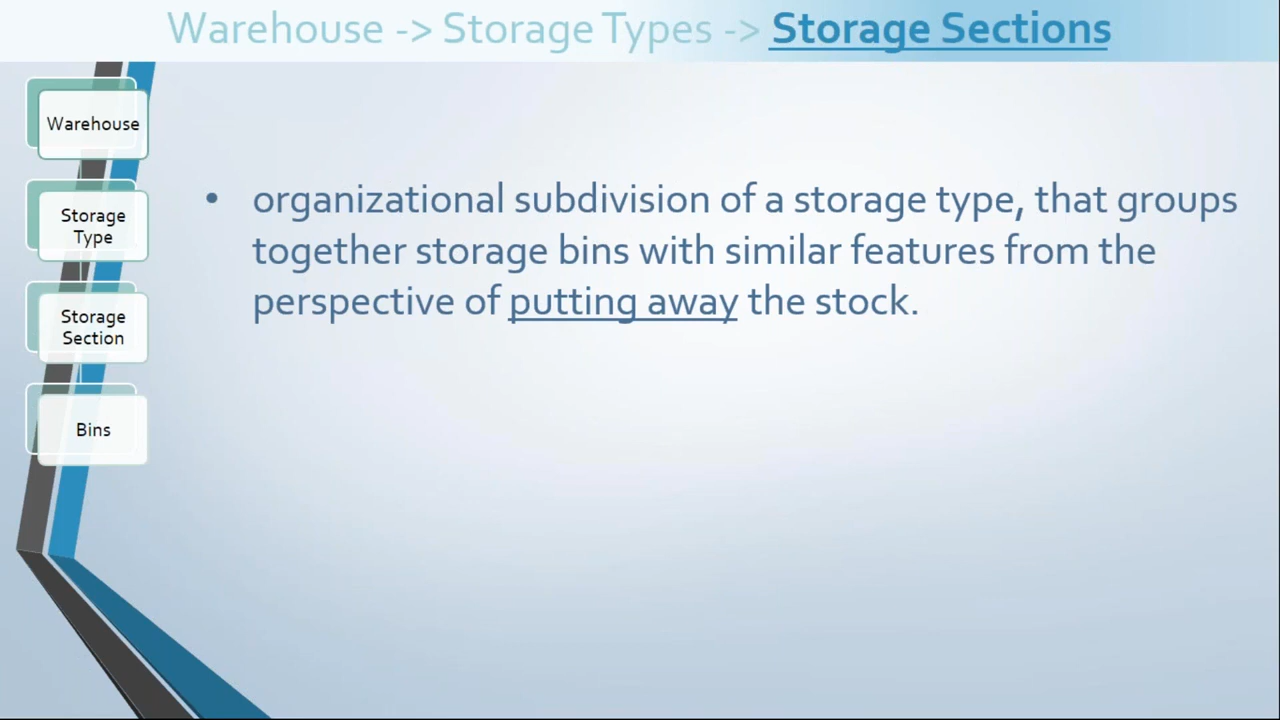 Warehouse -> Storage Types -> Storage Sections
Warehouse
Storage
Type
Storage
Section
Bins
• organizational subdivision of a storage type, that groups
together storage bins with similar features from the
perspective of putting away the stock.